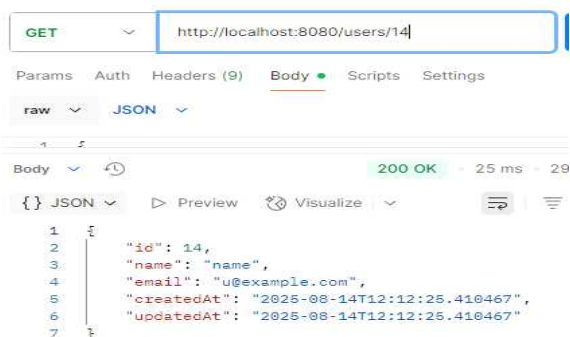 GET http://localhost:8080/users/14
Params Auth Headers (9) Body Scripts Settings
raw JSON
1 {
Body 200 OK 25 ms 29
{} JSON Preview Visualize
1 {
2 "id": 14,
3 "name": "name",
4 "email": "u@example.com",
5 "createdAt": "2025-08-14T12:12:25.410467",
6 "updatedAt": "2025-08-14T12:12:25.410467"
7 }